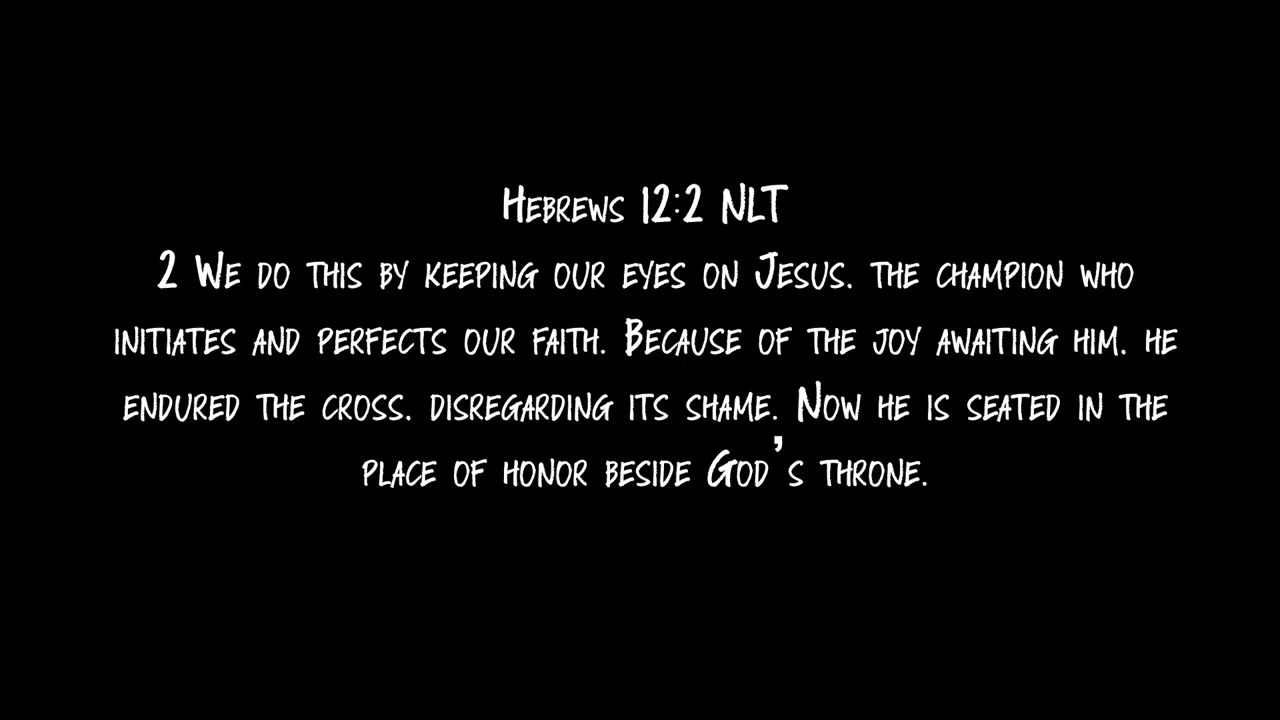 Hebrews 12:2 NLT
2 We do this by keeping our eyes on Jesus. the champion who
initiates and perfects our faith. Because of the joy awaiting him. he
endured the cross. disregarding its shame. Now he is seated in the
place of honor beside God's throne.